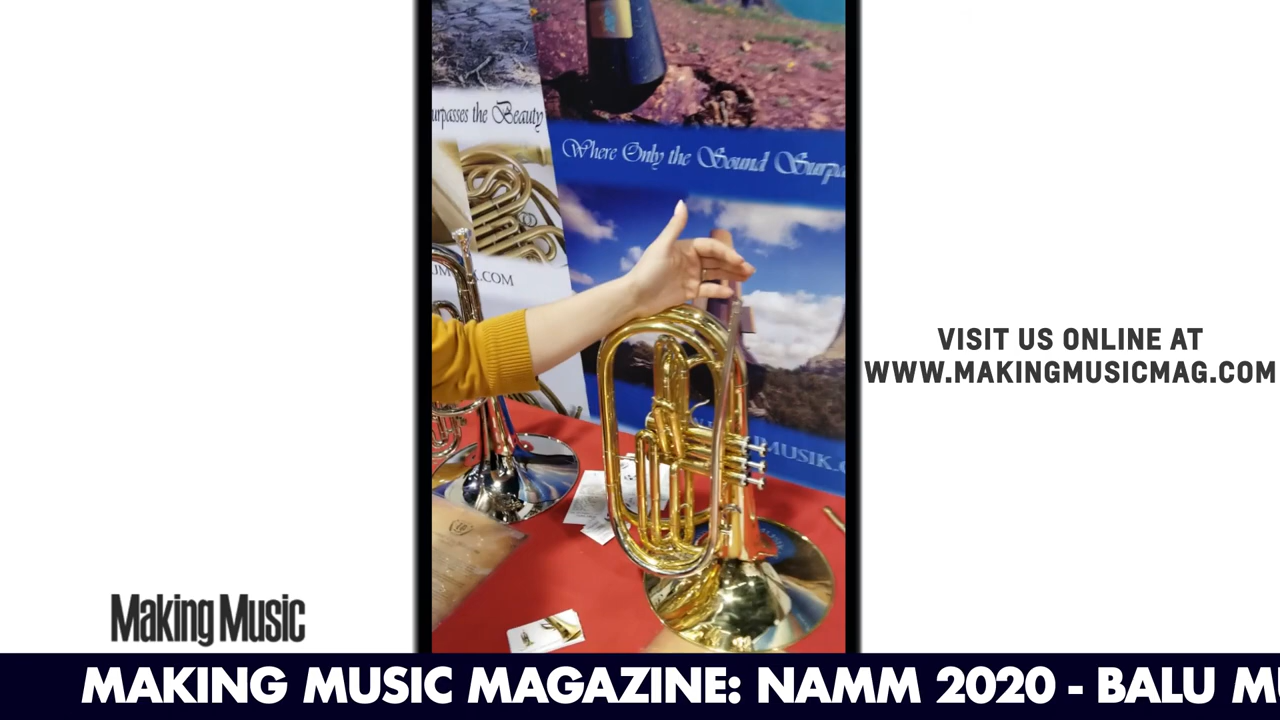 urpasses the Beauty
Where Only the Sound Surpa
VISIT US ONLINE AT
WWW.MAKINGMUSICMAG.COM
Making Music
MAKING MUSIC MAGAZINE: NAMM 2020 - BALU MU